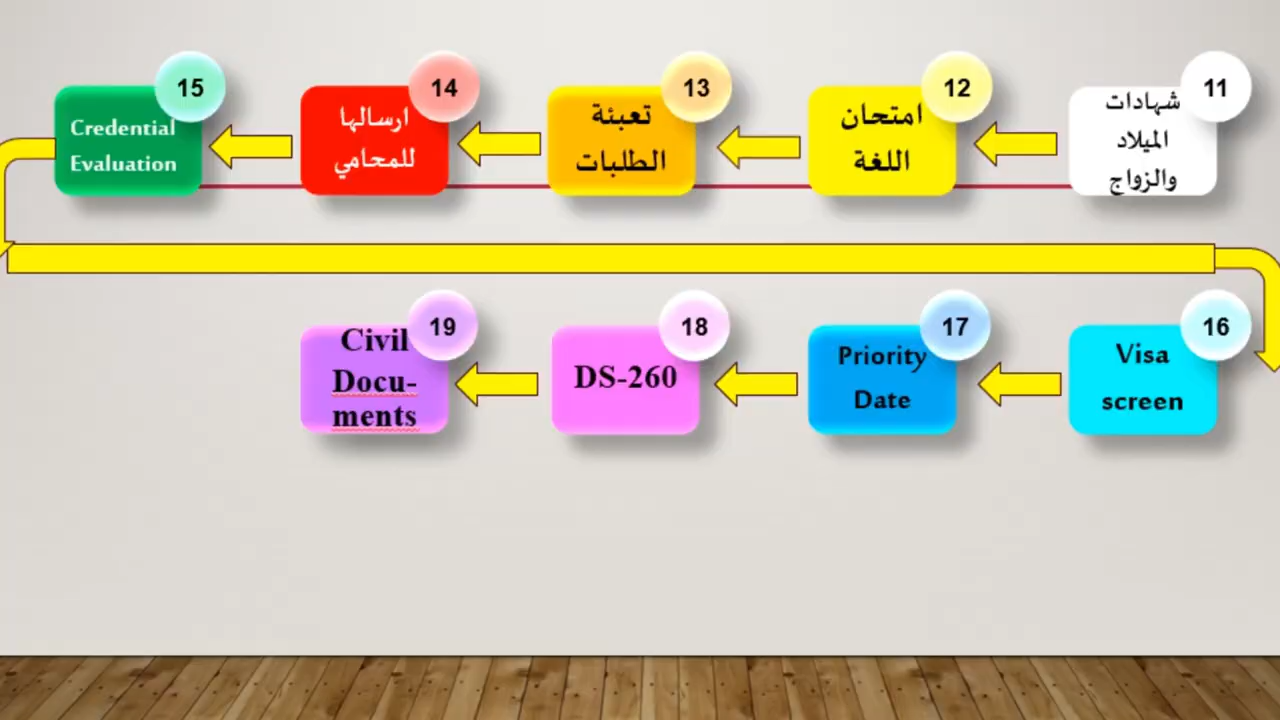 11
شهادات
الميلاد
والزواج
12
امتحان
اللغة
13
تعبئة
الطلبات
14
ارسالها
للمحامي
15
Credential
Evaluation
16
Visa
screen
17
Priority
Date
18
DS-260
19
Civil
Docu-
ments